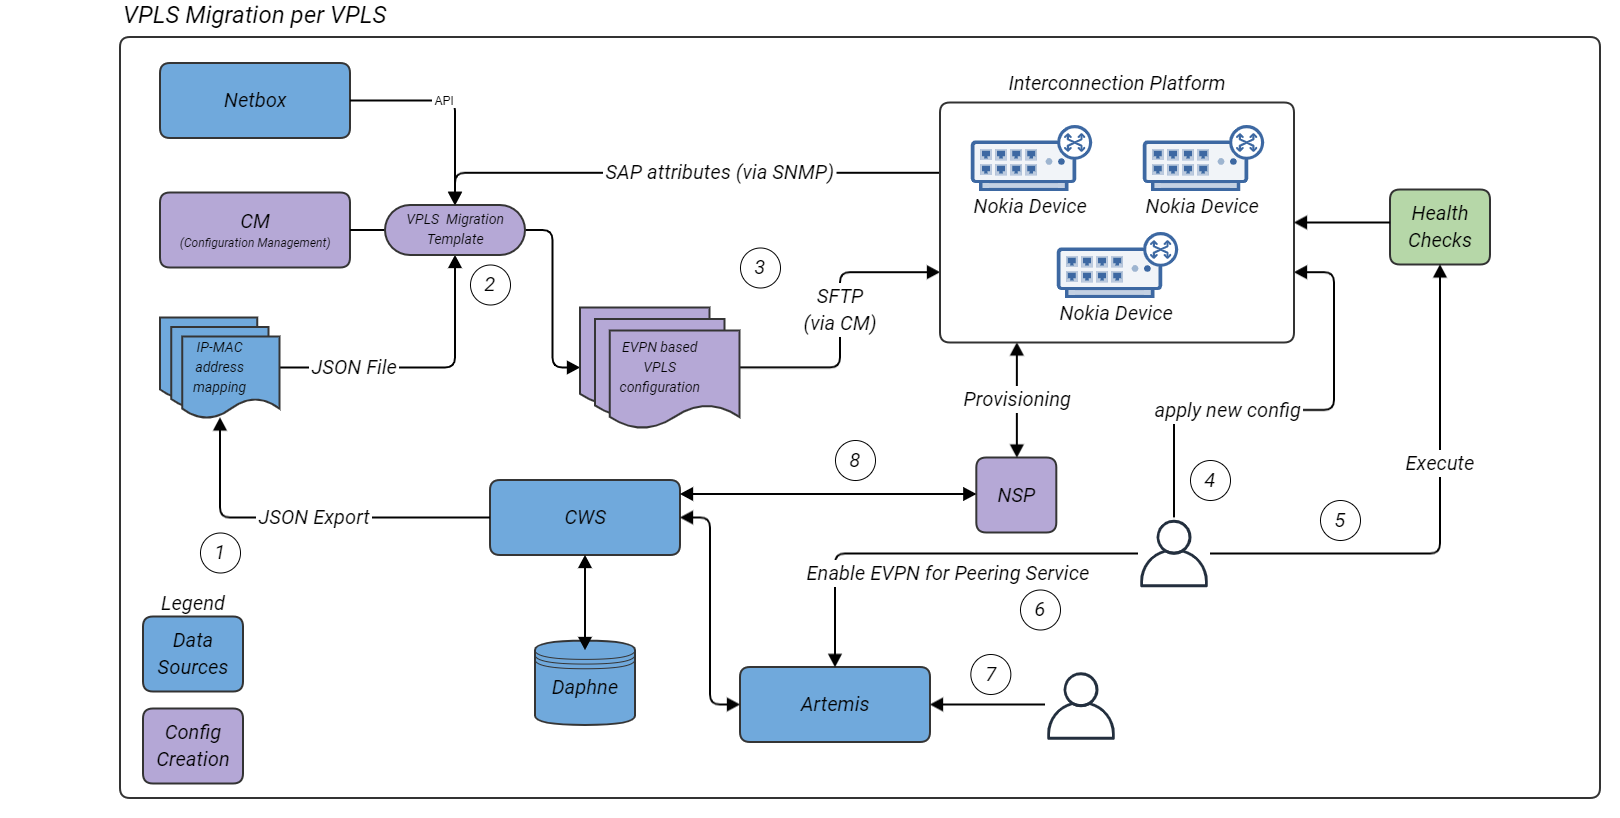 VPLS Migration per VPLS
Netbox
API
Interconnection Platform
SAP attributes (via SNMP)
Nokia Device
Nokia Device
Nokia Device
CM
(Configuration Management)
VPLS Migration
Template
Health
Checks
2
3
SFTP
(via CM)
IP-MAC
address
mapping
JSON File
EVPN based
VPLS
configuration
Provisioning
apply new config
8
4
Execute
NSP
CWS
JSON Export
5
1
Enable EVPN for Peering Service
6
Legend
Data
Sources
Daphne
7
Artemis
Config
Creation